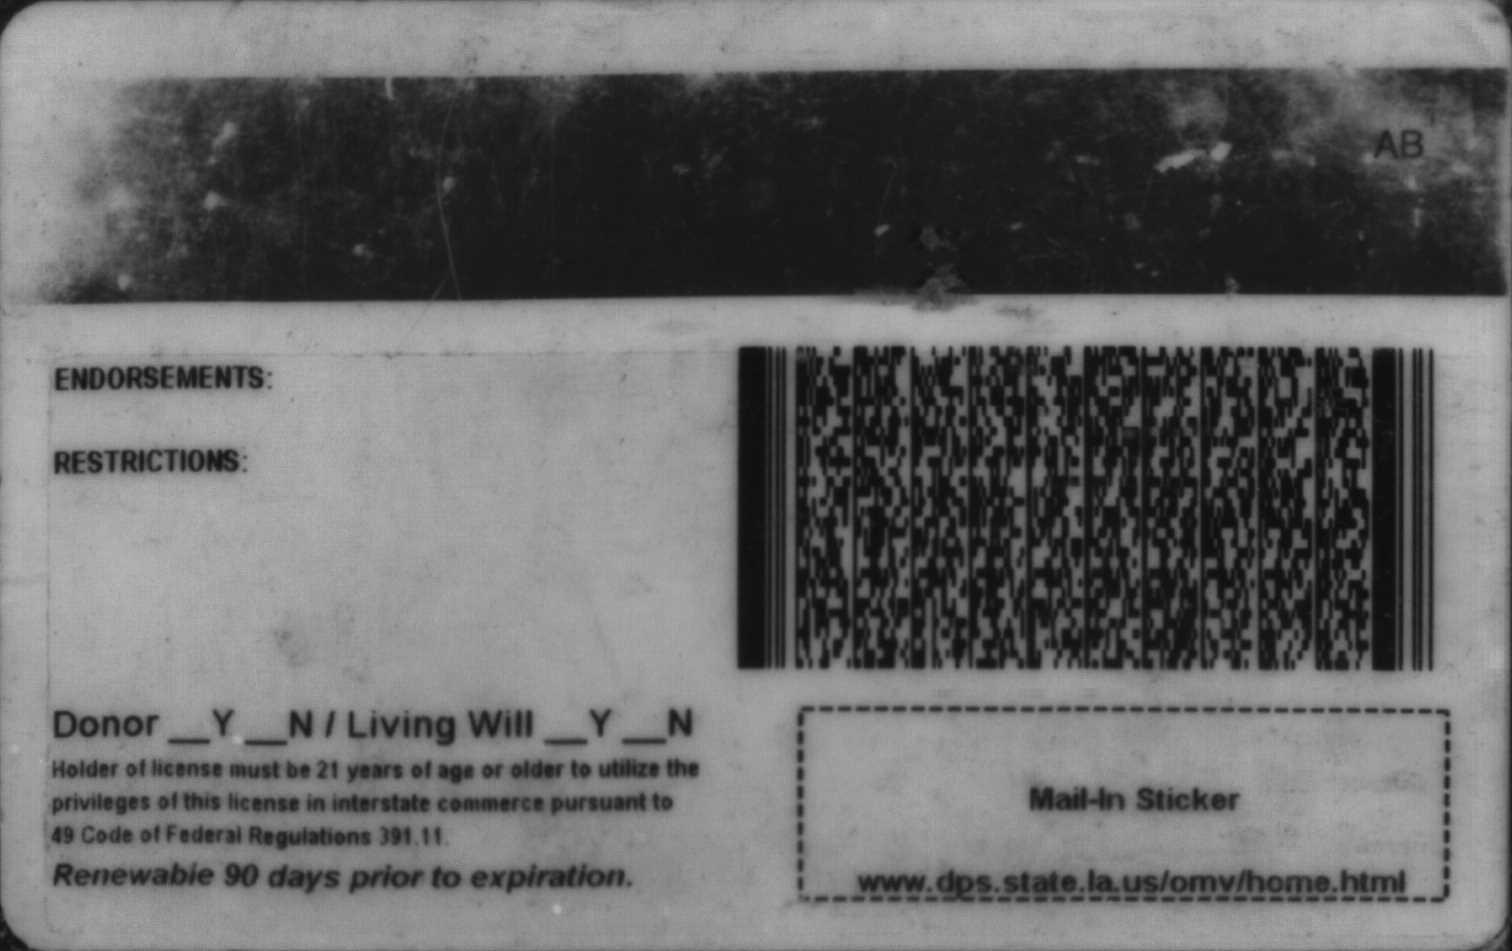 AB
ENDORSEMENTS:
RESTRICTIONS:
Donor __Y __N / Living Will __Y __N
Holder of license must be 21 years of age or older to utilize the
privileges of this license in interstate commerce pursuant to
49 Code of Federal Regulations 391.11.
Renewable 90 days prior to expiration.
Mail-In Sticker
www.dps.state.la.us/omv/home.html